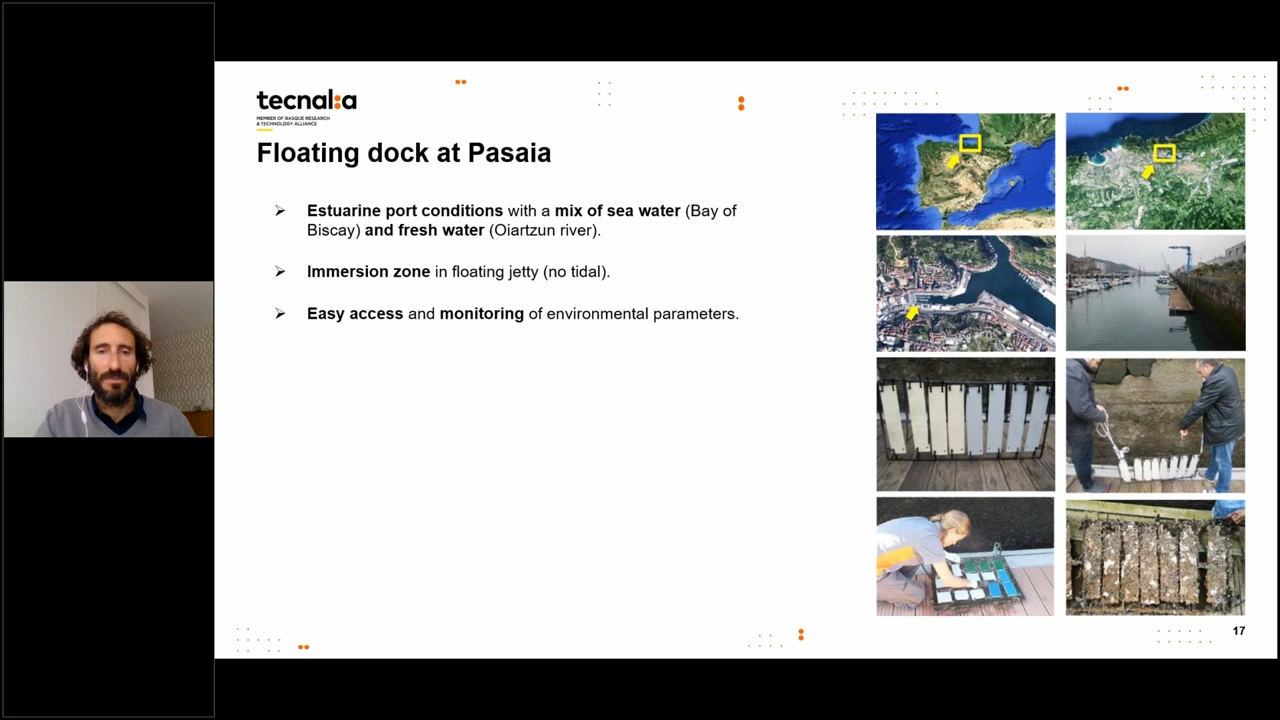 tecnal:a
MEMBER OF BASQUE RESEARCH
& TECHNOLOGY ALLIANCE
Floating dock at Pasaia
➢ Estuarine port conditions with a mix of sea water (Bay of
Biscay) and fresh water (Oiartzun river).
➢ Immersion zone in floating jetty (no tidal).
➢ Easy access and monitoring of environmental parameters.
17